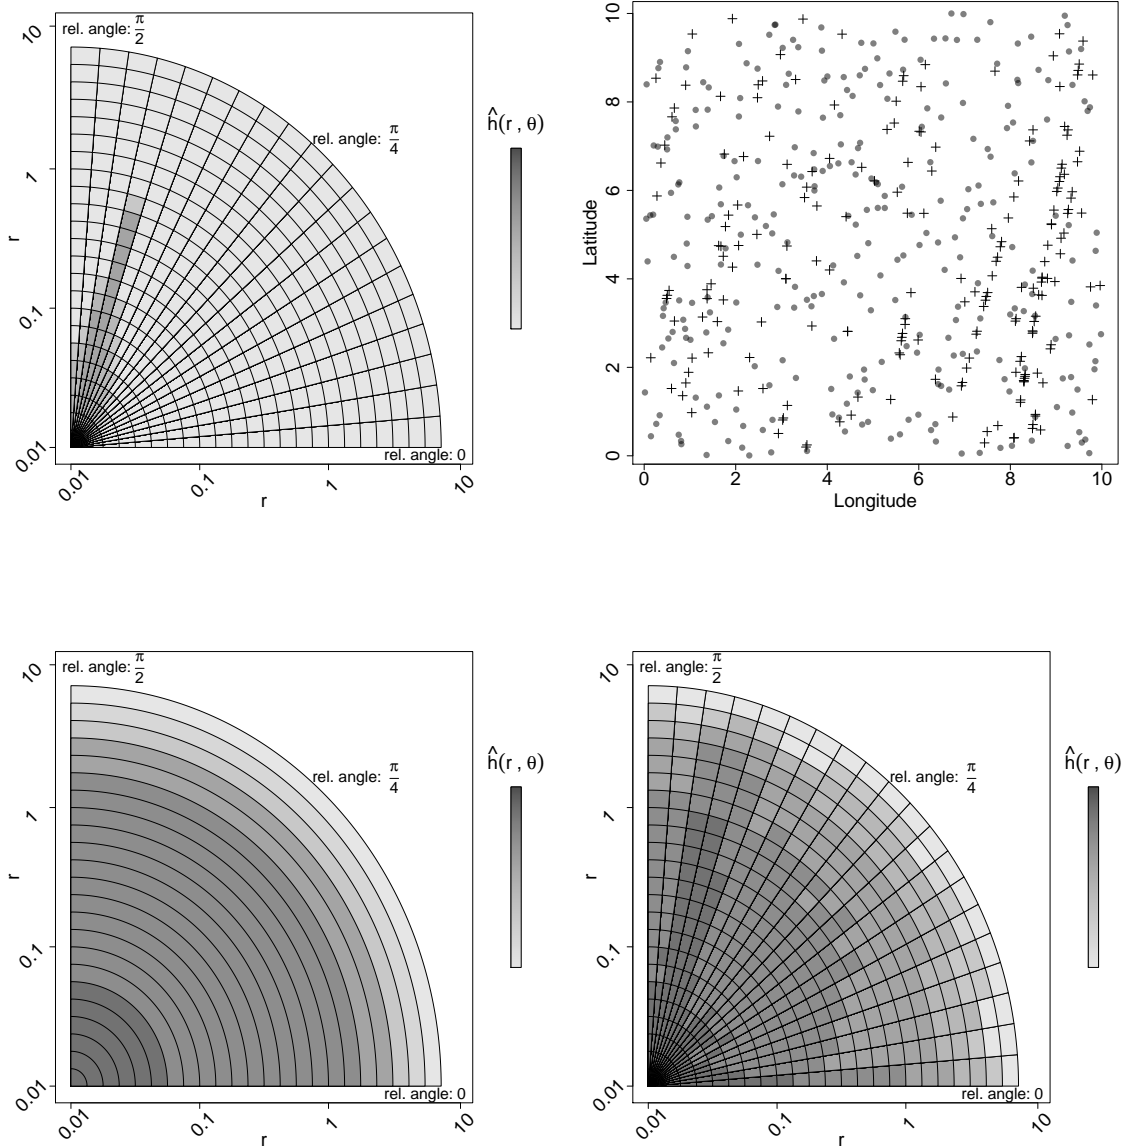 rel. angle: π/2
rel. angle: π/4
rel. angle: 0
10
1
0.1
0.01
r
0.01
0.1
1
10
r
ĥ(r , θ)
10
8
6
4
2
0
Latitude
0
2
4
6
8
10
Longitude
rel. angle: π/2
rel. angle: π/4
rel. angle: 0
10
1
0.1
0.01
r
0.01
0.1
1
10
r
ĥ(r , θ)
rel. angle: π/2
rel. angle: π/4
rel. angle: 0
10
1
0.1
0.01
r
0.01
0.1
1
10
r
ĥ(r , θ)